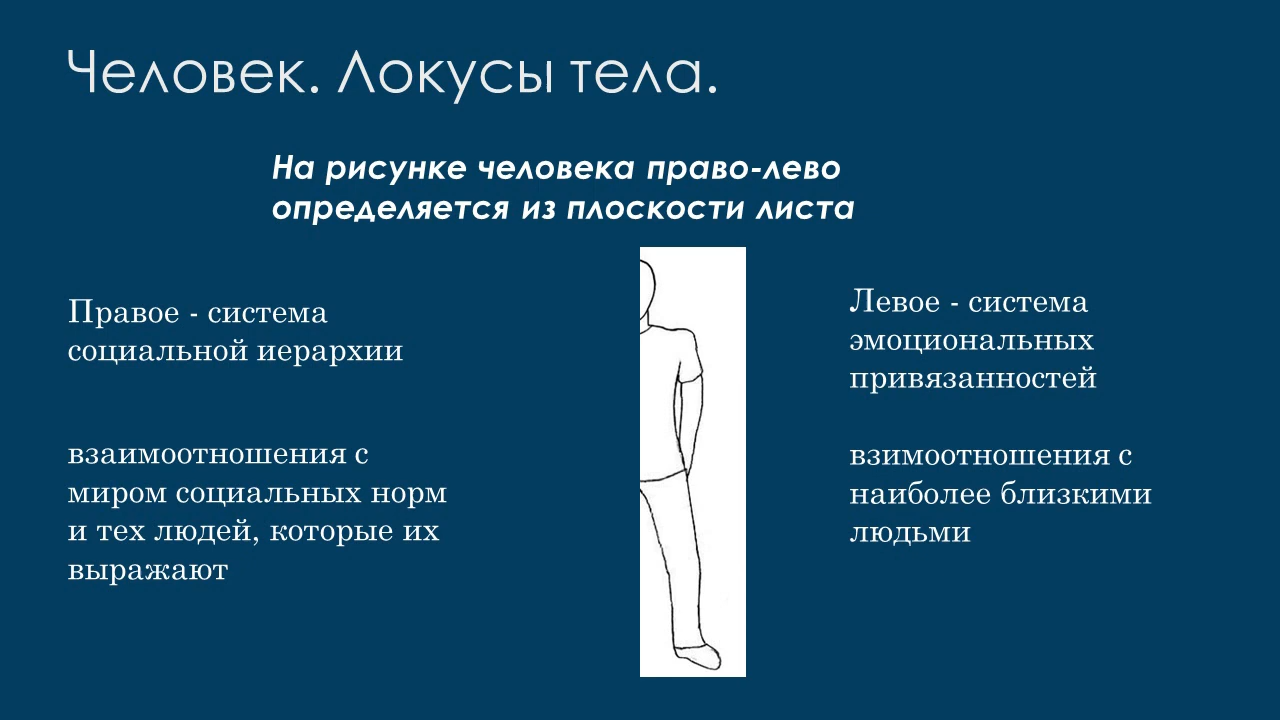 Человек. Локусы тела.
На рисунке человека право-лево
определяется из плоскости листа
Правое - система
социальной иерархии
взаимоотношения с
миром социальных норм
и тех людей, которые их
выражают
Левое - система
эмоциональных
привязанностей
взимоотношения с
наиболее близкими
людьми